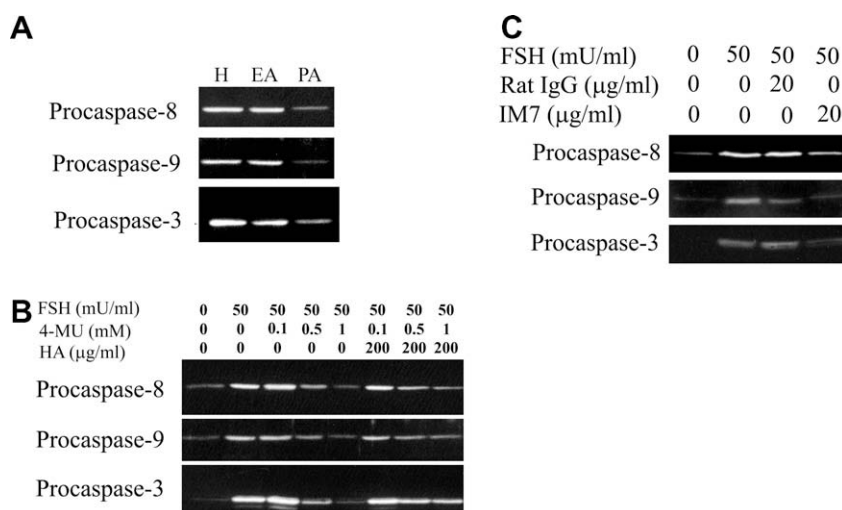 A
H EA PA
Procaspase-8
Procaspase-9
Procaspase-3
B
FSH (mU/ml) 0 50 50 50 50 50 50 50
4-MU (mM) 0 0 0.1 0.5 1 0.1 0.5 1
HA (μg/ml) 0 0 0 0 0 200 200 200
Procaspase-8
Procaspase-9
Procaspase-3
C
FSH (mU/ml) 0 50 50 50
Rat IgG (μg/ml) 0 0 20 0
IM7 (μg/ml) 0 0 0 20
Procaspase-8
Procaspase-9
Procaspase-3